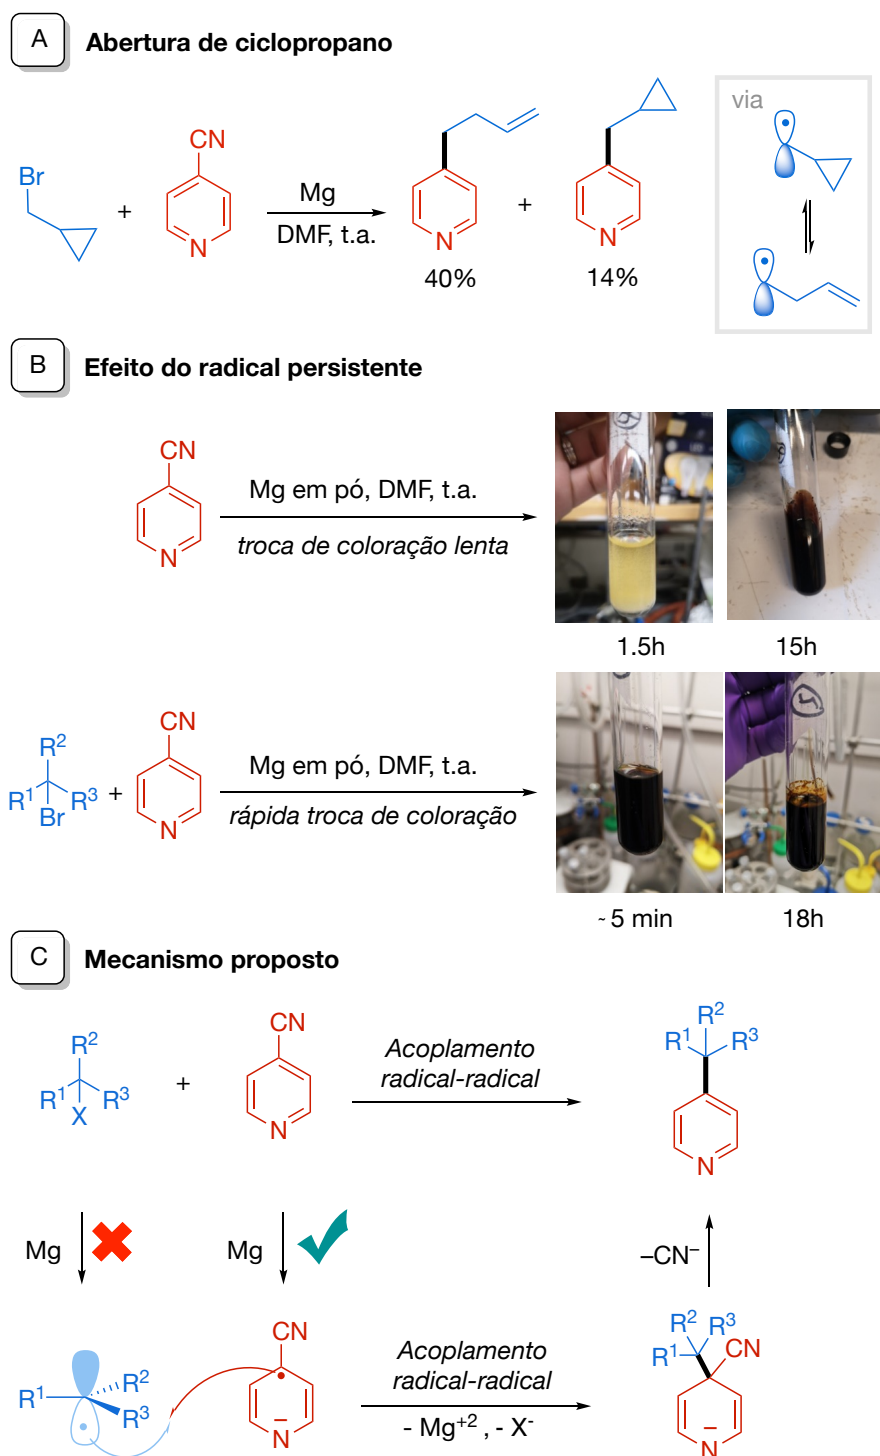 A Abertura de ciclopropano
Br
+
CN
N
Mg
DMF, t.a.
N
40%
+
N
14%
via
B Efeito do radical persistente
CN
N
Mg em pó, DMF, t.a.
troca de coloração lenta
1.5h
15h
R1
R2
R3
Br
+
CN
N
Mg em pó, DMF, t.a.
rápida troca de coloração
~ 5 min
18h
C Mecanismo proposto
R1
R2
R3
X
+
CN
N
Acoplamento
radical-radical
R1
R2
R3
N
Mg
Mg
–CN–
R1
R2
R3
CN
N
–
Acoplamento
radical-radical
- Mg+2 , - X-
R1
R2
R3
CN
N
–